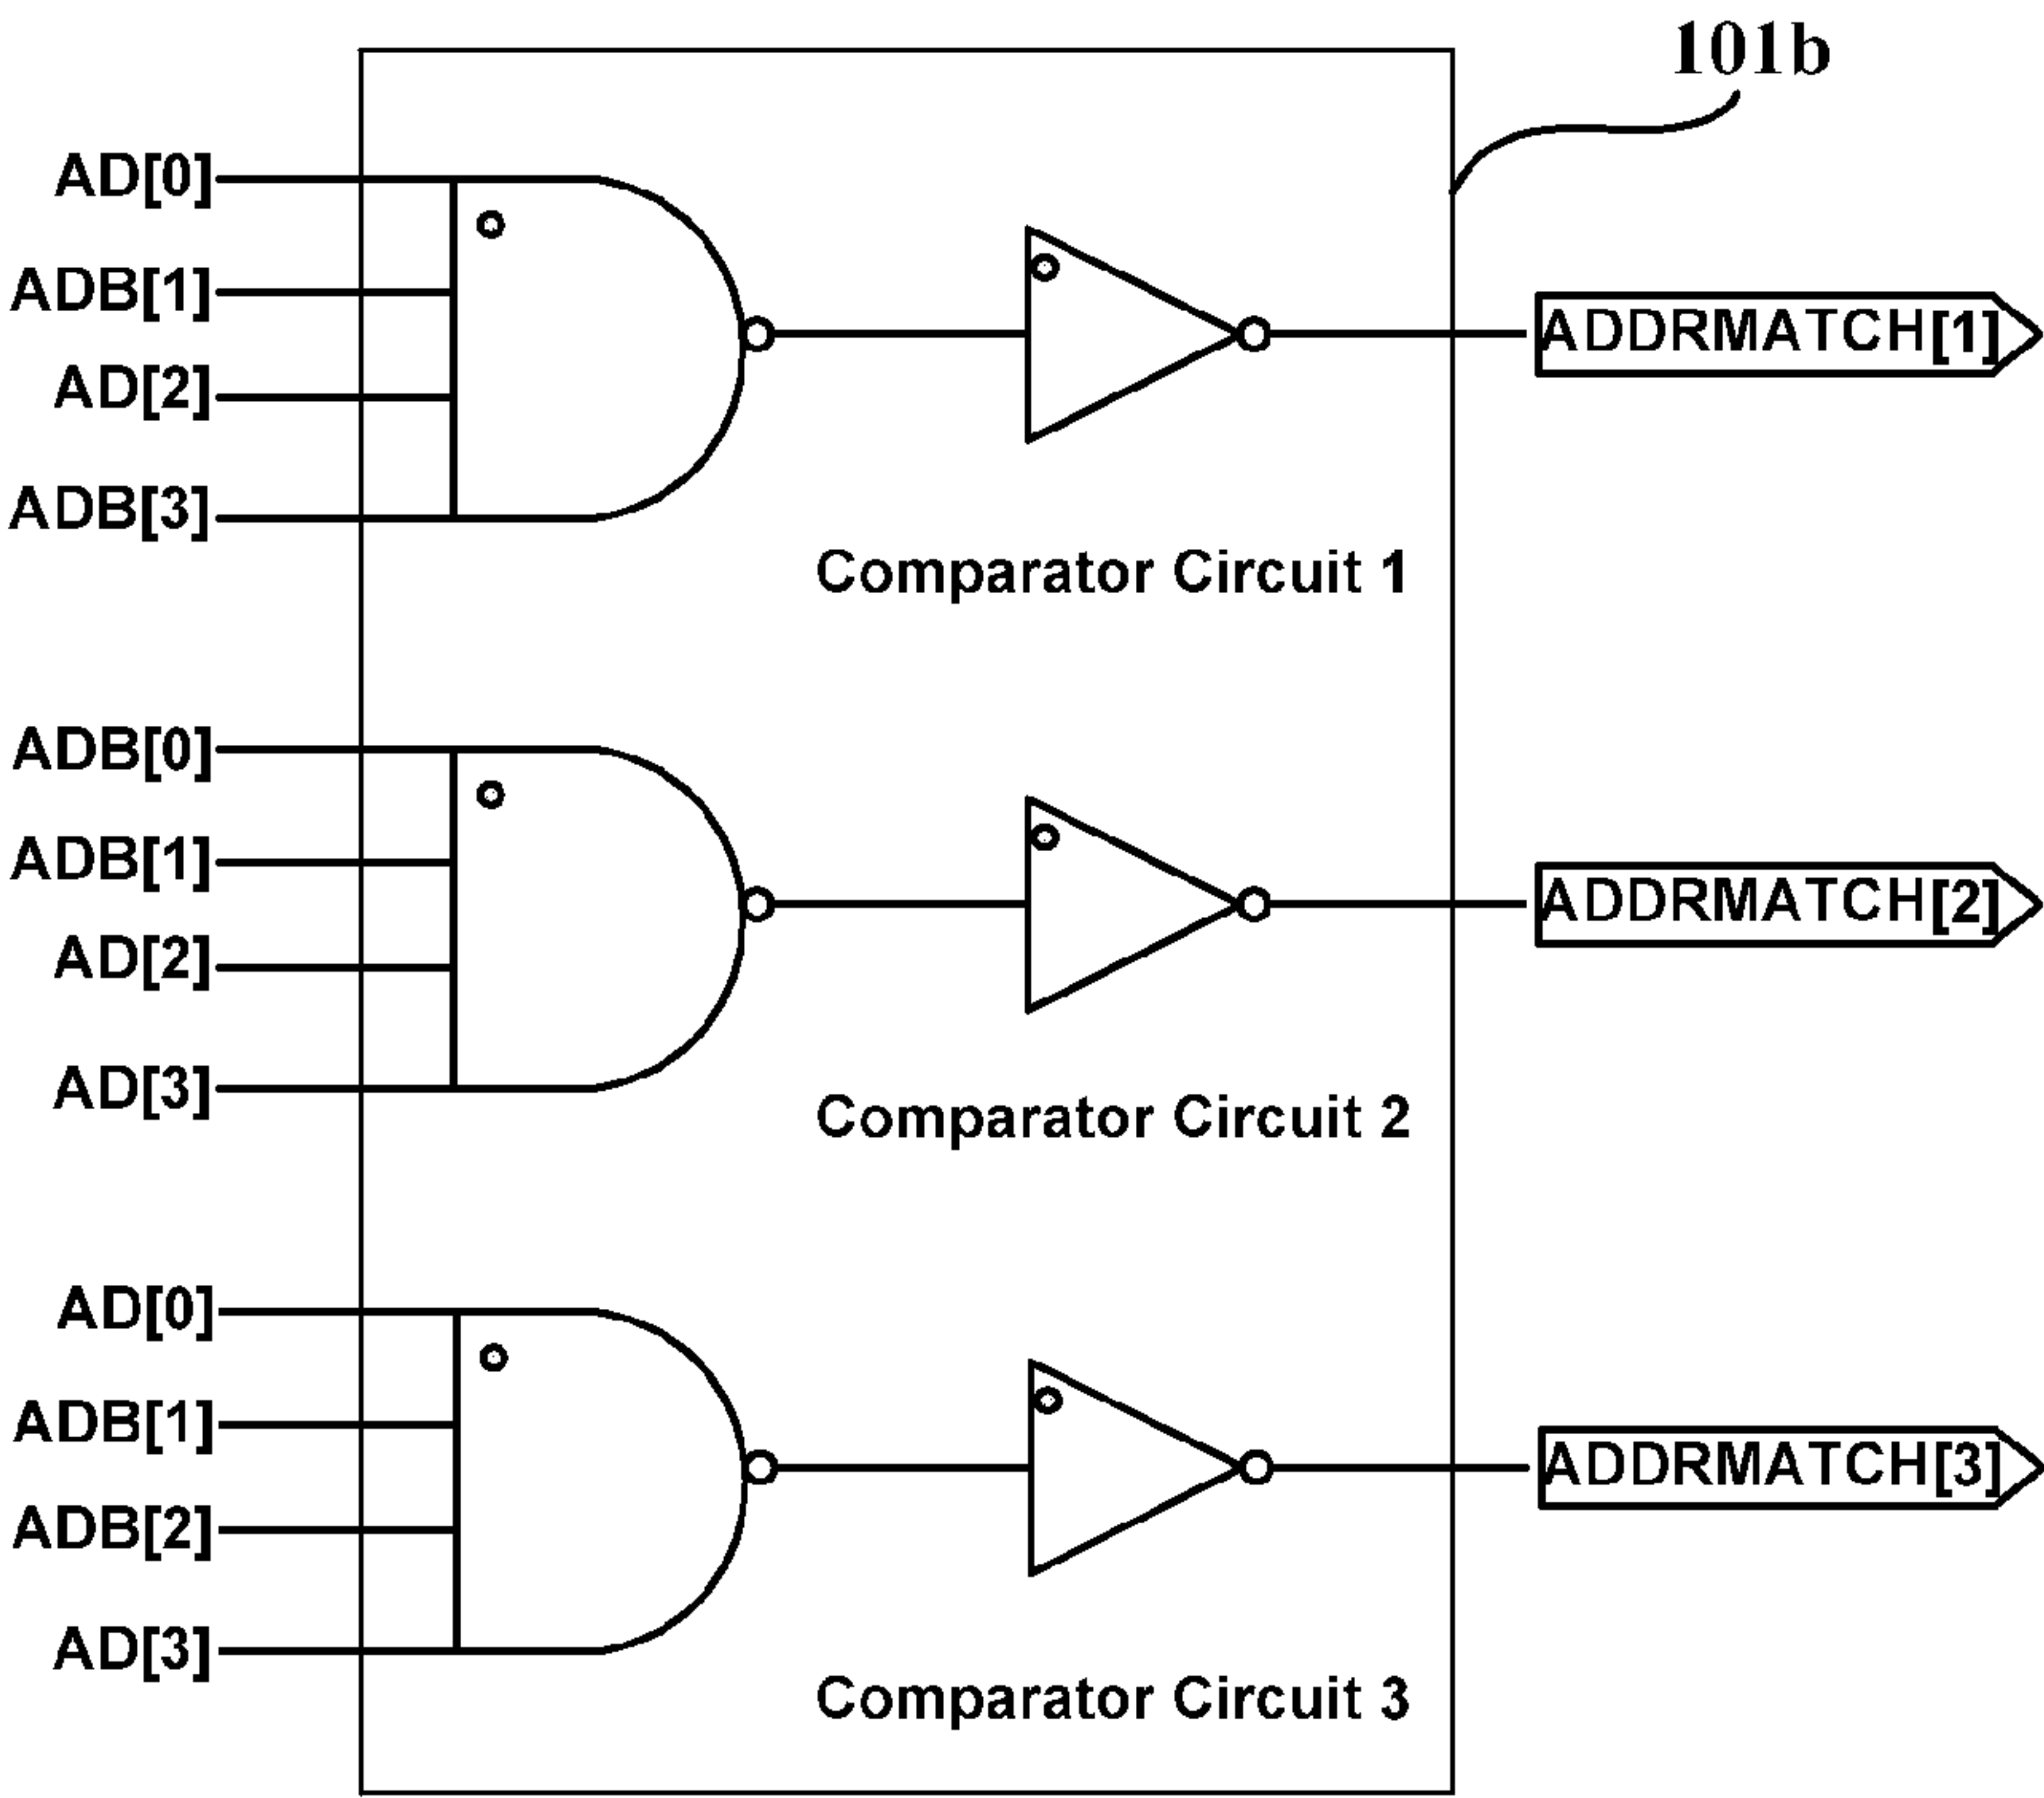 101b
AD[0]
ADB[1]
AD[2]
ADB[3]
ADDRMATCH[1]
Comparator Circuit 1
ADB[0]
ADB[1]
AD[2]
AD[3]
ADDRMATCH[2]
Comparator Circuit 2
AD[0]
ADB[1]
ADB[2]
AD[3]
ADDRMATCH[3]
Comparator Circuit 3